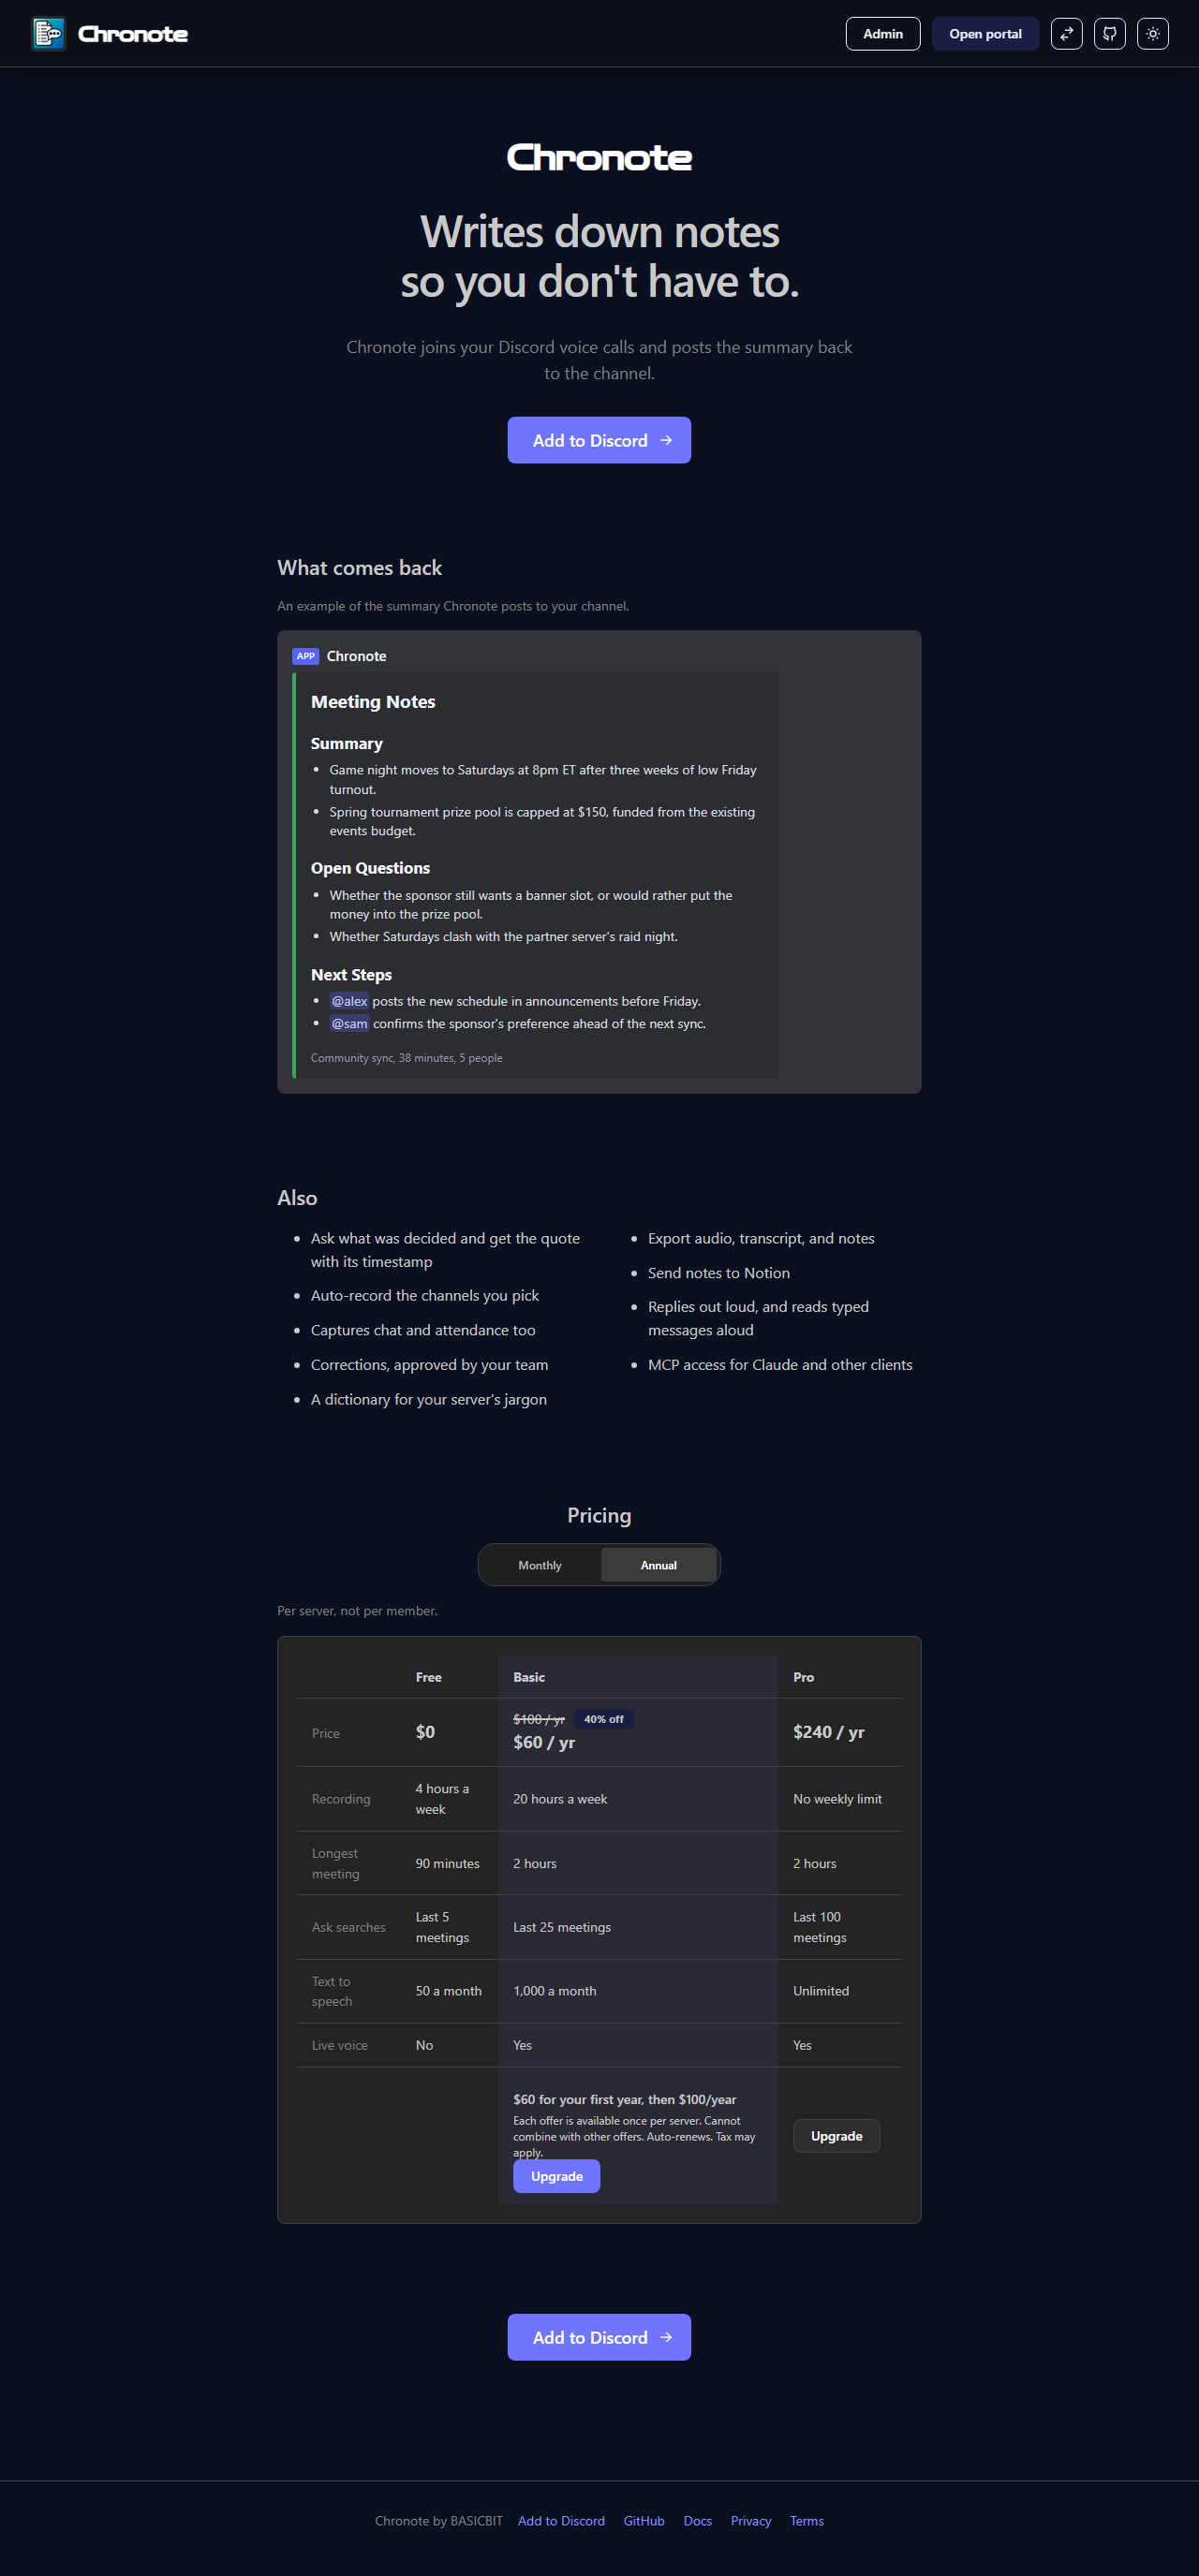 Chronote
Admin
Open portal
Chronote
Writes down notes
so you don't have to.
Chronote joins your Discord voice calls and posts the summary back
to the channel.
Add to Discord →
What comes back
An example of the summary Chronote posts to your channel.
APP Chronote
Meeting Notes
Summary
• Game night moves to Saturdays at 8pm ET after three weeks of low Friday
turnout.
• Spring tournament prize pool is capped at $150, funded from the existing
events budget.
Open Questions
• Whether the sponsor still wants a banner slot, or would rather put the
money into the prize pool.
• Whether Saturdays clash with the partner server's raid night.
Next Steps
• @alex posts the new schedule in announcements before Friday.
• @sam confirms the sponsor's preference ahead of the next sync.
Community sync, 38 minutes, 5 people
Also
• Ask what was decided and get the quote
with its timestamp
• Auto-record the channels you pick
• Captures chat and attendance too
• Corrections, approved by your team
• A dictionary for your server's jargon
• Export audio, transcript, and notes
• Send notes to Notion
• Replies out loud, and reads typed
messages aloud
• MCP access for Claude and other clients
Pricing
Monthly Annual
Per server, not per member.
Free Basic Pro
Price
$0
$100 / yr 40% off
$60 / yr
$240 / yr
Recording
4 hours a
week
20 hours a week
No weekly limit
Longest
meeting
90 minutes
2 hours
2 hours
Ask searches
Last 5
meetings
Last 25 meetings
Last 100
meetings
Text to
speech
50 a month
1,000 a month
Unlimited
Live voice
No
Yes
Yes
$60 for your first year, then $100/year
Each offer is available once per server. Cannot
combine with other offers. Auto-renews. Tax may
apply.
Upgrade
Upgrade
Add to Discord →
Chronote by BASICBIT Add to Discord GitHub Docs Privacy Terms